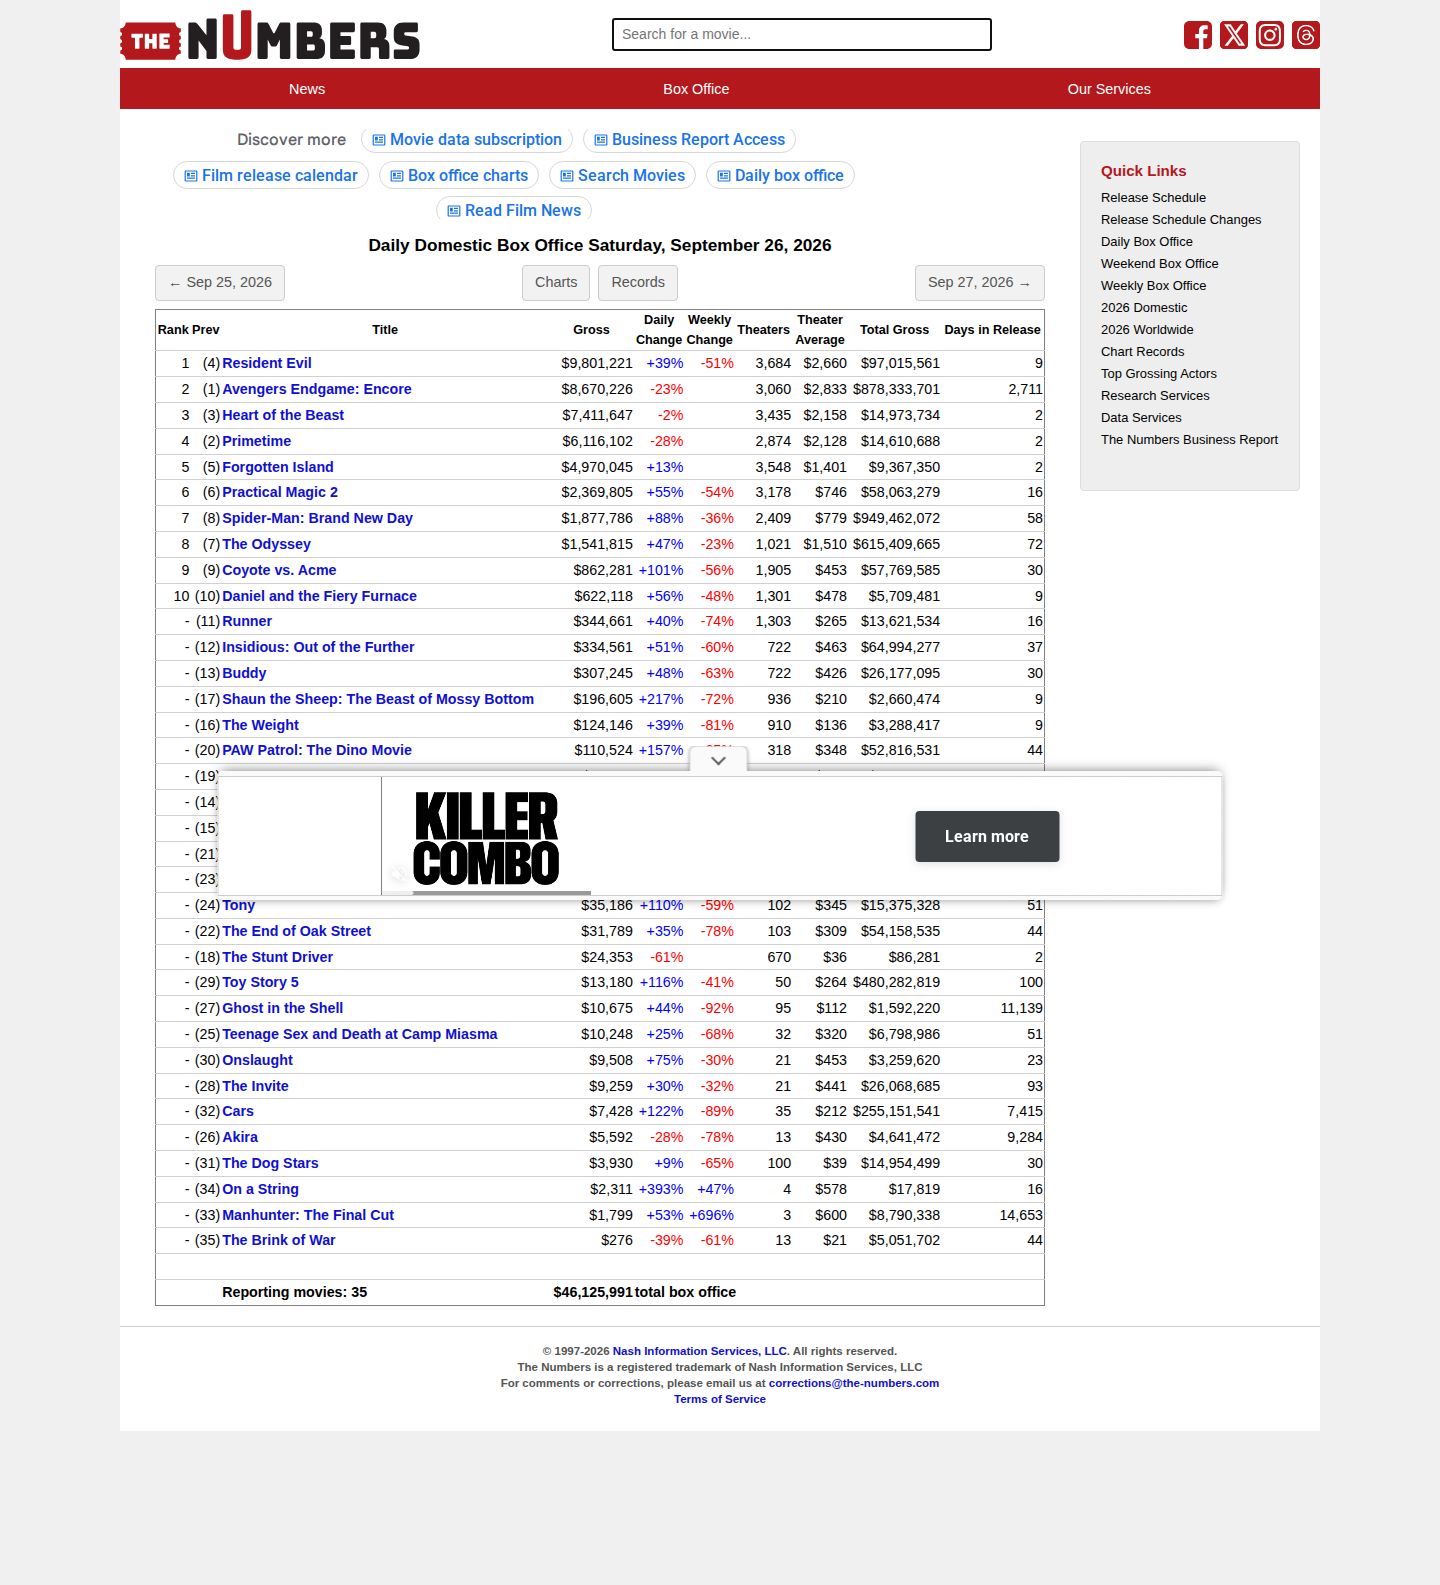 THE NUMBERS
Search for a movie...
News Box Office Our Services
Discover more Movie data subscription Business Report Access
Film release calendar Box office charts Search Movies Daily box office
Read Film News
Quick Links
Release Schedule
Release Schedule Changes
Daily Box Office
Weekend Box Office
Weekly Box Office
2026 Domestic
2026 Worldwide
Chart Records
Top Grossing Actors
Research Services
Data Services
The Numbers Business Report
Daily Domestic Box Office Saturday, September 26, 2026
← Sep 25, 2026 Charts Records Sep 27, 2026 →
Rank Prev Title Gross Daily Change Weekly Change Theaters Theater Average Total Gross Days in Release
1 (4) Resident Evil $9,801,221 +39% -51% 3,684 $2,660 $97,015,561 9
2 (1) Avengers Endgame: Encore $8,670,226 -23% 3,060 $2,833 $878,333,701 2,711
3 (3) Heart of the Beast $7,411,647 -2% 3,435 $2,158 $14,973,734 2
4 (2) Primetime $6,116,102 -28% 2,874 $2,128 $14,610,688 2
5 (5) Forgotten Island $4,970,045 +13% 3,548 $1,401 $9,367,350 2
6 (6) Practical Magic 2 $2,369,805 +55% -54% 3,178 $746 $58,063,279 16
7 (8) Spider-Man: Brand New Day $1,877,786 +88% -36% 2,409 $779 $949,462,072 58
8 (7) The Odyssey $1,541,815 +47% -23% 1,021 $1,510 $615,409,665 72
9 (9) Coyote vs. Acme $862,281 +101% -56% 1,905 $453 $57,769,585 30
10 (10) Daniel and the Fiery Furnace $622,118 +56% -48% 1,301 $478 $5,709,481 9
- (11) Runner $344,661 +40% -74% 1,303 $265 $13,621,534 16
- (12) Insidious: Out of the Further $334,561 +51% -60% 722 $463 $64,994,277 37
- (13) Buddy $307,245 +48% -63% 722 $426 $26,177,095 30
- (17) Shaun the Sheep: The Beast of Mossy Bottom $196,605 +217% -72% 936 $210 $2,660,474 9
- (16) The Weight $124,146 +39% -81% 910 $136 $3,288,417 9
- (20) PAW Patrol: The Dino Movie $110,524 +157% 318 $348 $52,816,531 44
- (19)
- (14)
- (15)
- (21)
- (23)
KILLER
COMBO
Learn more
- (24) Tony $35,186 +110% -59% 102 $345 $15,375,328 51
- (22) The End of Oak Street $31,789 +35% -78% 103 $309 $54,158,535 44
- (18) The Stunt Driver $24,353 -61% 670 $36 $86,281 2
- (29) Toy Story 5 $13,180 +116% -41% 50 $264 $480,282,819 100
- (27) Ghost in the Shell $10,675 +44% -92% 95 $112 $1,592,220 11,139
- (25) Teenage Sex and Death at Camp Miasma $10,248 +25% -68% 32 $320 $6,798,986 51
- (30) Onslaught $9,508 +75% -30% 21 $453 $3,259,620 23
- (28) The Invite $9,259 +30% -32% 21 $441 $26,068,685 93
- (32) Cars $7,428 +122% -89% 35 $212 $255,151,541 7,415
- (26) Akira $5,592 -28% -78% 13 $430 $4,641,472 9,284
- (31) The Dog Stars $3,930 +9% -65% 100 $39 $14,954,499 30
- (34) On a String $2,311 +393% +47% 4 $578 $17,819 16
- (33) Manhunter: The Final Cut $1,799 +53% +696% 3 $600 $8,790,338 14,653
- (35) The Brink of War $276 -39% -61% 13 $21 $5,051,702 44
Reporting movies: 35 $46,125,991 total box office
© 1997-2026 Nash Information Services, LLC. All rights reserved.
The Numbers is a registered trademark of Nash Information Services, LLC
For comments or corrections, please email us at corrections@the-numbers.com
Terms of Service